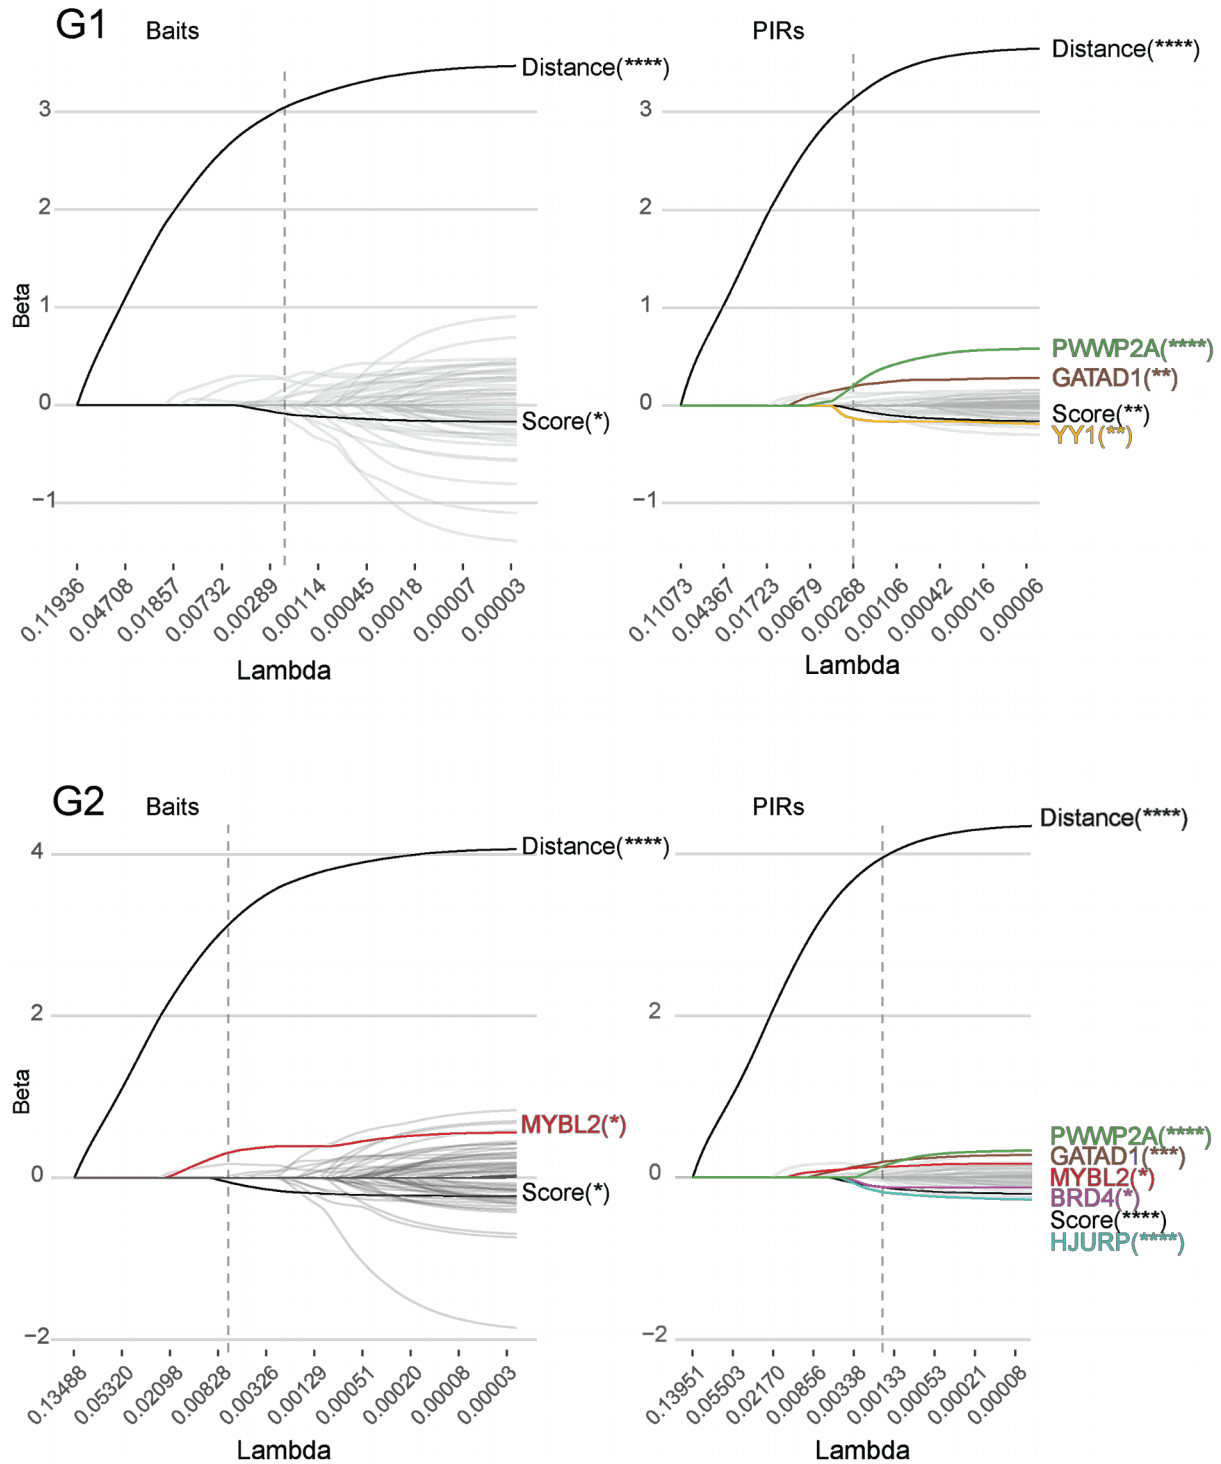 G1
Baits
PIRs
Distance(****)
Distance(****)
3
3
2
2
Beta
1
1
PWWP2A(****)
GATAD1(**)
0
0
Score(*)
Score(**)
YY1(**)
−1
−1
0.11936 0.04708 0.01857 0.00732 0.00289 0.00114 0.00045 0.00018 0.00007 0.00003
0.11073 0.04367 0.01723 0.00679 0.00268 0.00106 0.00042 0.00016 0.00006
Lambda
Lambda
G2
Baits
PIRs
Distance(****)
Distance(****)
4
2
2
Beta
MYBL2(*)
PWWP2A(****)
GATAD1(***)
0
0
MYBL2(*)
Score(*)
BRD4(*)
Score(****)
HJURP(****)
−2
−2
0.13488 0.05320 0.02098 0.00828 0.00326 0.00129 0.00051 0.00020 0.00008 0.00003
0.13951 0.05503 0.02170 0.00856 0.00338 0.00133 0.00053 0.00021 0.00008
Lambda
Lambda